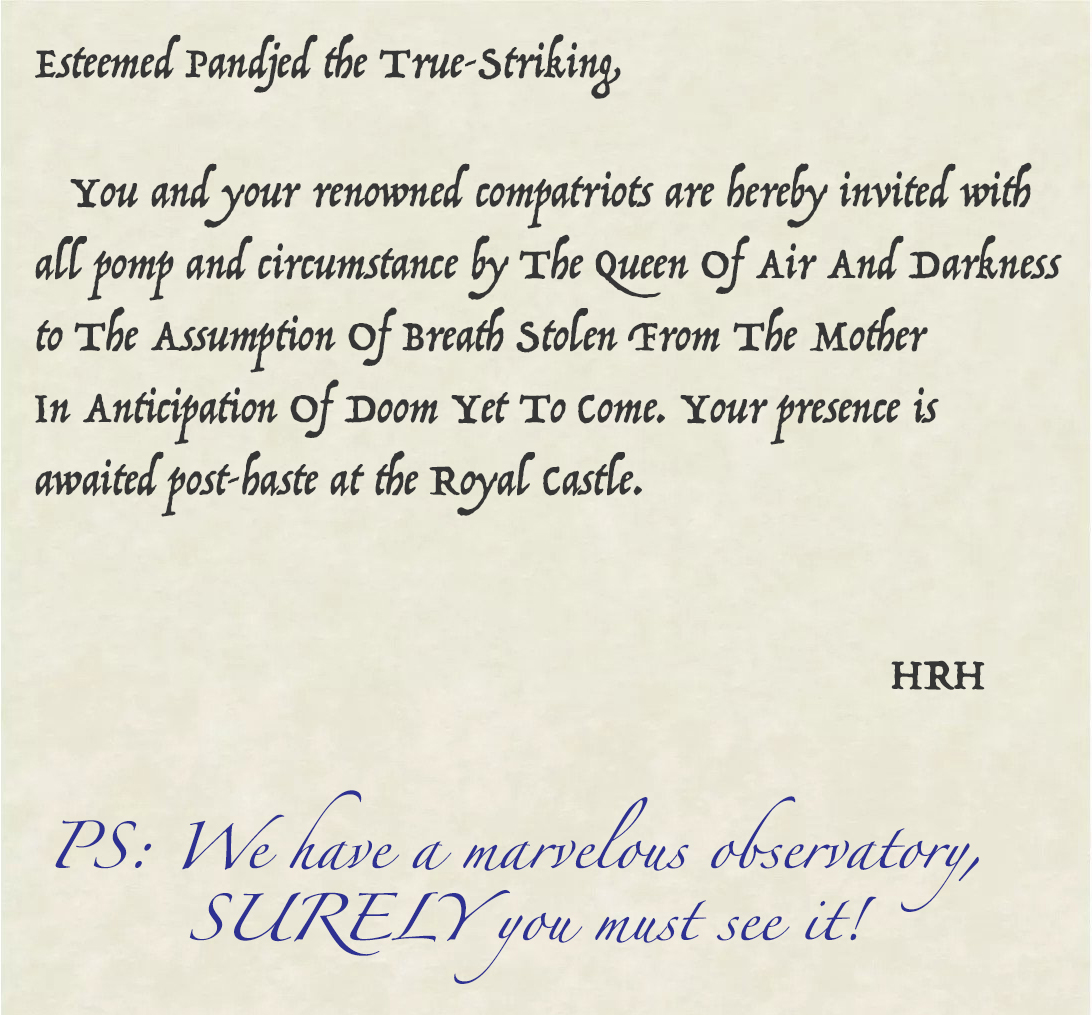 Esteemed Pandjed the True-Striking,
You and your renowned compatriots are hereby invited with
all pomp and circumstance by The Queen Of Air And Darkness
to The Assumption Of Breath Stolen From The Mother
In Anticipation Of Doom Yet To Come. Your presence is
awaited post-haste at the Royal Castle.
HRH
PS: We have a marvelous observatory,
SURELY you must see it!